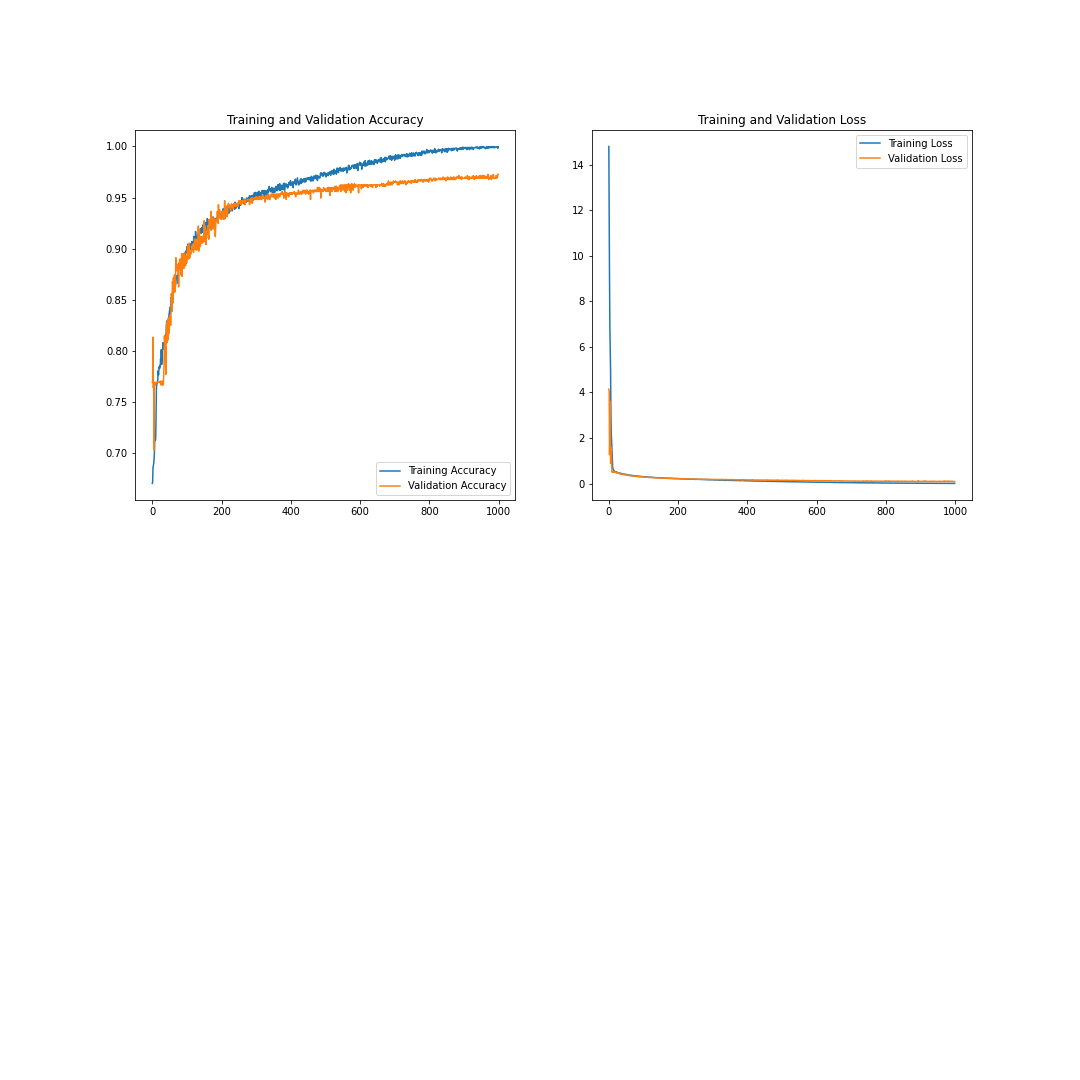 Training and Validation Accuracy
1.00
0.95
0.90
0.85
0.80
0.75
0.70
Training Accuracy
Validation Accuracy
0 200 400 600 800 1000
Training and Validation Loss
14
12
10
8
6
4
2
0
Training Loss
Validation Loss
0 200 400 600 800 1000